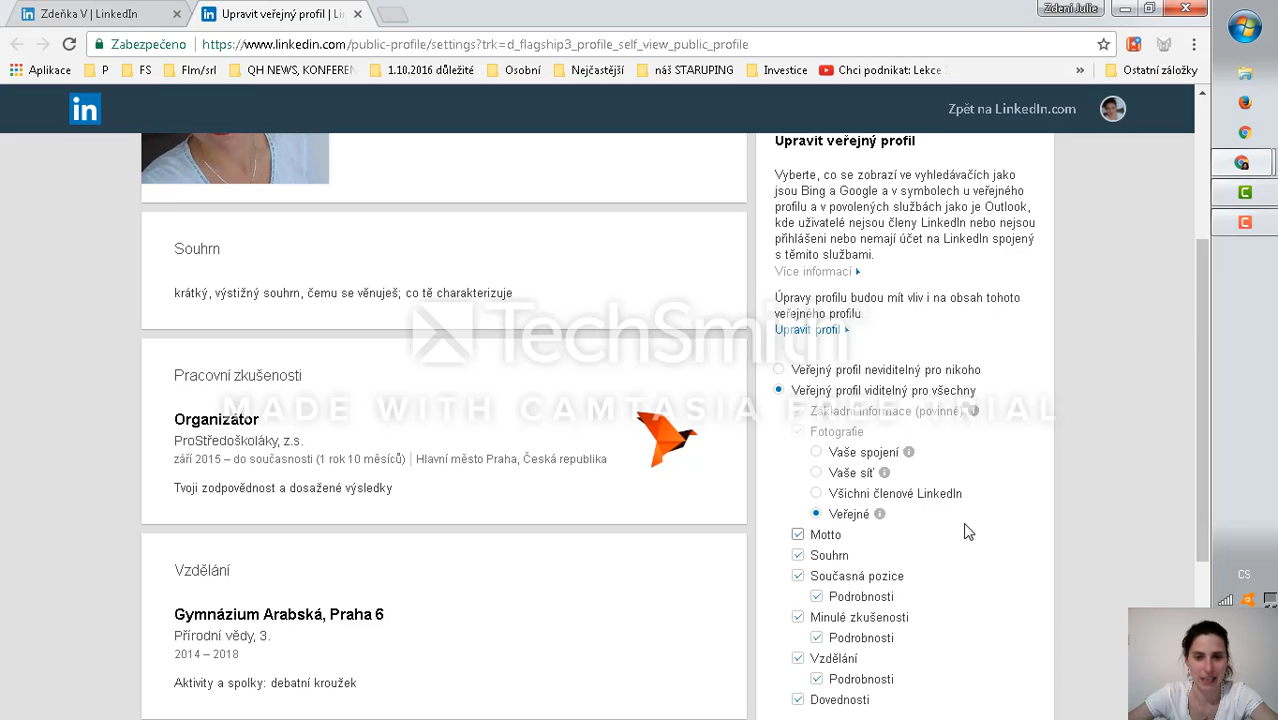 Zdeňka V | LinkedIn
Upravit veřejný profil | Lin
Zdeni Julie
Zabezpečeno
https://www.linkedin.com/public-profile/settings?trk=d_flagship3_profile_self_view_public_profile
Aplikace
P
FS
FIm/srl
QH NEWS, KONFEREN
1.10.2016 důležité
Osobní
Nejčastější
náš STARUPING
Investice
Chci podnikat: Lekce
»
Ostatní záložky
in
Zpět na LinkedIn.com
Upravit veřejný profil
Vyberte, co se zobrazí ve vyhledávačích jako
jsou Bing a Google a v symbolech u veřejného
profilu a v povolených službách jako je Outlook,
kde uživatelé nejsou členy LinkedIn nebo nejsou
přihlášeni nebo nemají účet na LinkedIn spojený
s těmito službami.
Více informací
Úpravy profilu budou mít vliv i na obsah tohoto
veřejného profilu.
Upravit profil
Veřejný profil neviditelný pro nikoho
Veřejný profil viditelný pro všechny
Základní informace (povinné)
Fotografie
Vaše spojení
Vaše síť
Všichni členové LinkedIn
Veřejné
Motto
Souhrn
Současná pozice
Podrobnosti
Minulé zkušenosti
Podrobnosti
Vzdělání
Podrobnosti
Dovednosti
Souhrn
krátký, výstižný souhrn, čemu se věnuješ; co tě charakterizuje
Pracovní zkušenosti
Organizátor
ProStředoškoláky, z.s.
září 2015 – do současnosti (1 rok 10 měsíců) | Hlavní město Praha, Česká republika
Tvoji zodpovědnost a dosažené výsledky
Vzdělání
Gymnázium Arabská, Praha 6
Přírodní vědy, 3.
2014 – 2018
Aktivity a spolky: debatní kroužek
TechSmith
MADE WITH CAMTASIA FREE TRIAL
CS